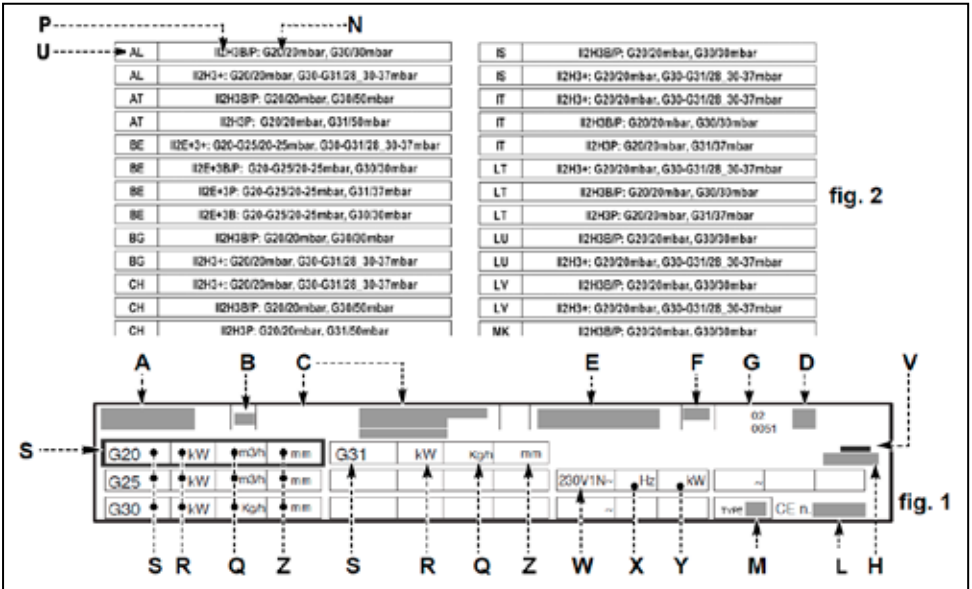 P N
U AL II2H3B/P: G20/20mbar, G30/30mbar IS II2H3B/P: G20/20mbar, G30/30mbar
AL II2H3+: G20/20mbar, G30-G31/28_30-37mbar IS II2H3+: G20/20mbar, G30-G31/28_30-37mbar
AT II2H3B/P: G20/20mbar, G30/50mbar IT II2H3+: G20/20mbar, G30-G31/28_30-37mbar
AT II2H3P: G20/20mbar, G31/50mbar IT II2H3B/P: G20/20mbar, G30/30mbar
BE II2E+3+: G20-G25/20-25mbar, G30-G31/28_30-37mbar IT II2H3P: G20/20mbar, G31/37mbar
BE II2E+3B/P: G20-G25/20-25mbar, G30/30mbar LT II2H3+: G20/20mbar, G30-G31/28_30-37mbar
BE II2E+3P: G20-G25/20-25mbar, G31/37mbar LT II2H3B/P: G20/20mbar, G30/30mbar fig. 2
BE II2E+3B: G20-G25/20-25mbar, G30/30mbar LT II2H3P: G20/20mbar, G31/37mbar
BG II2H3B/P: G20/20mbar, G30/30mbar LU II2H3B/P: G20/20mbar, G30/30mbar
BG II2H3+: G20/20mbar, G30-G31/28_30-37mbar LU II2H3+: G20/20mbar, G30-G31/28_30-37mbar
CH II2H3+: G20/20mbar, G30-G31/28_30-37mbar LV II2H3B/P: G20/20mbar, G30/30mbar
CH II2H3B/P: G20/20mbar, G30/50mbar LV II2H3+: G20/20mbar, G30-G31/28_30-37mbar
CH II2H3P: G20/20mbar, G31/50mbar MK II2H3B/P: G20/20mbar, G30/30mbar
A B C E F G D V
02
0051
S G20 kW m3/h mm G31 kW Kg/h mm
G25 kW m3/h mm 230V1N~ Hz kW ~
G30 kW Kg/h mm ~ TYPE CE n. fig. 1
S R Q Z S R Q Z W X Y M L H